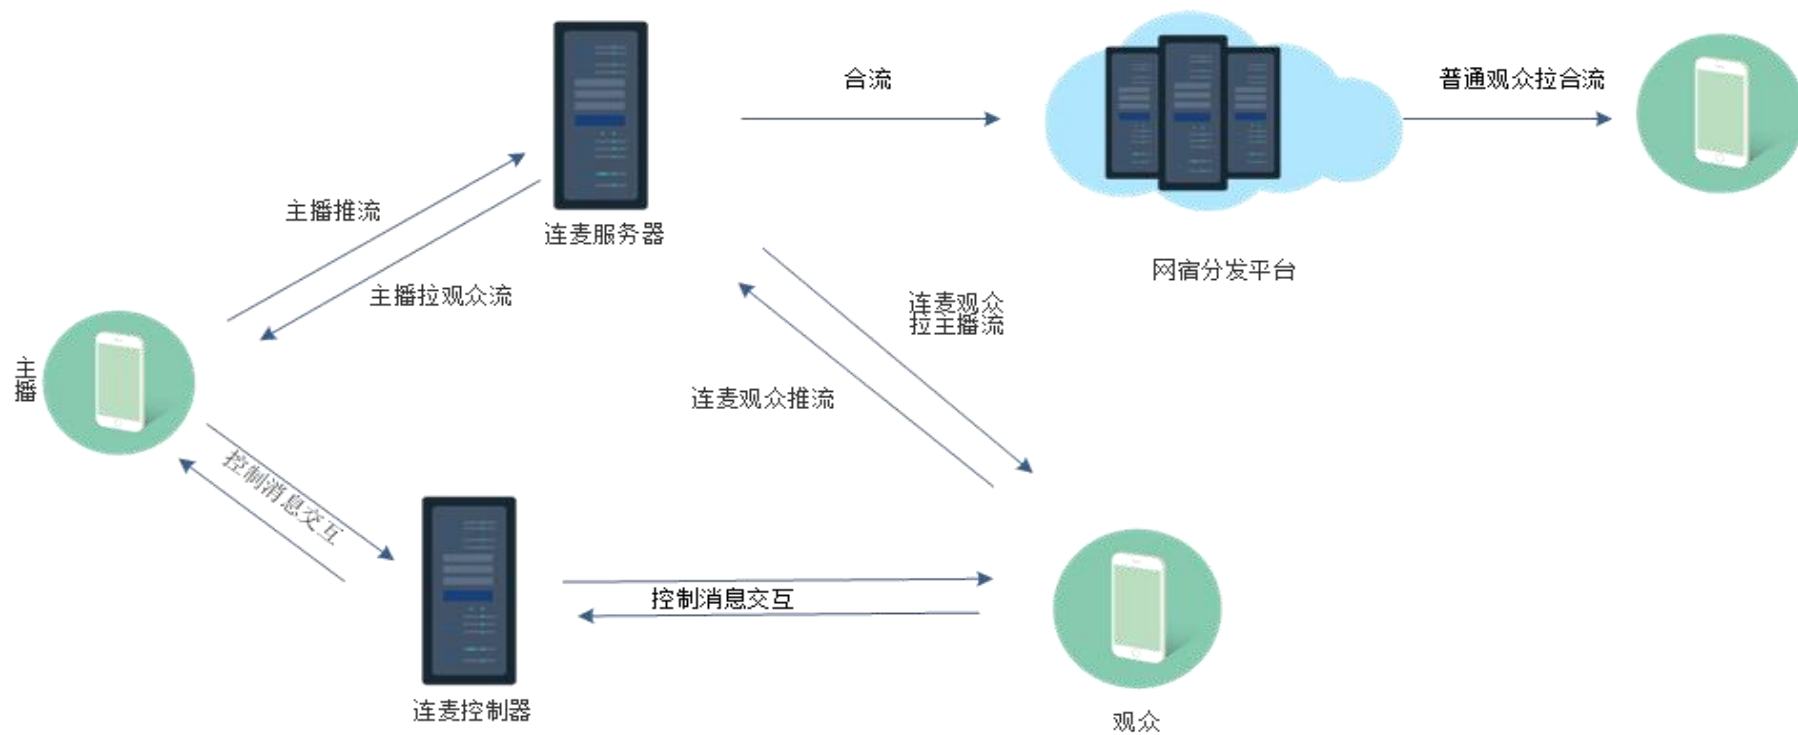 合流
普通观众拉合流
主播推流
连麦服务器
网宿分发平台
主播拉观众流
连麦观众
拉主播流
主播
连麦观众推流
控制消息交互
控制消息交互
连麦控制器
观众